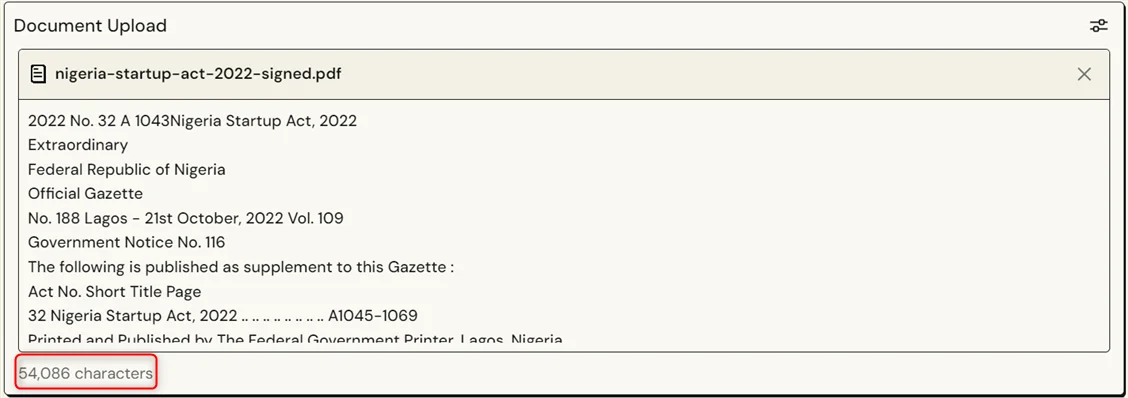 Document Upload
nigeria-startup-act-2022-signed.pdf
2022 No. 32 A 1043Nigeria Startup Act, 2022
Extraordinary
Federal Republic of Nigeria
Official Gazette
No. 188 Lagos - 21st October, 2022 Vol. 109
Government Notice No. 116
The following is published as supplement to this Gazette :
Act No. Short Title Page
32 Nigeria Startup Act, 2022 .. .. .. .. .. .. .. .. A1045-1069
Printed and Published by The Federal Government Printer, Lagos, Nigeria
54,086 characters